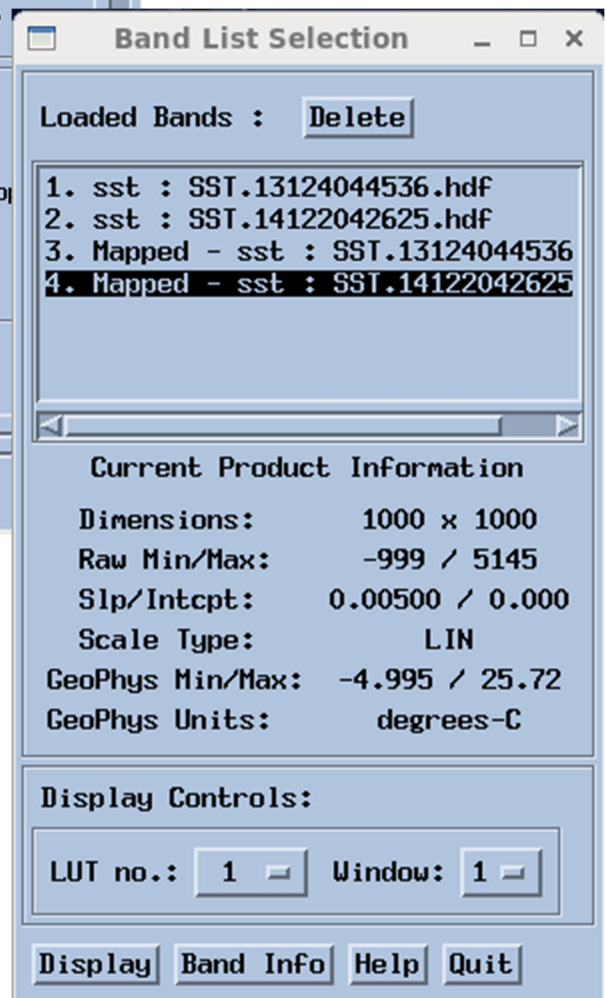 Band List Selection
Loaded Bands : Delete
1. sst : SST.13124044536.hdf
2. sst : SST.14122042625.hdf
3. Mapped - sst : SST.13124044536
4. Mapped - sst : SST.14122042625
Current Product Information
Dimensions: 1000 x 1000
Raw Min/Max: -999 / 5145
Slp/Intcpt: 0.00500 / 0.000
Scale Type: LIN
GeoPhys Min/Max: -4.995 / 25.72
GeoPhys Units: degrees-C
Display Controls:
LUT no.: 1 Window: 1
Display Band Info Help Quit